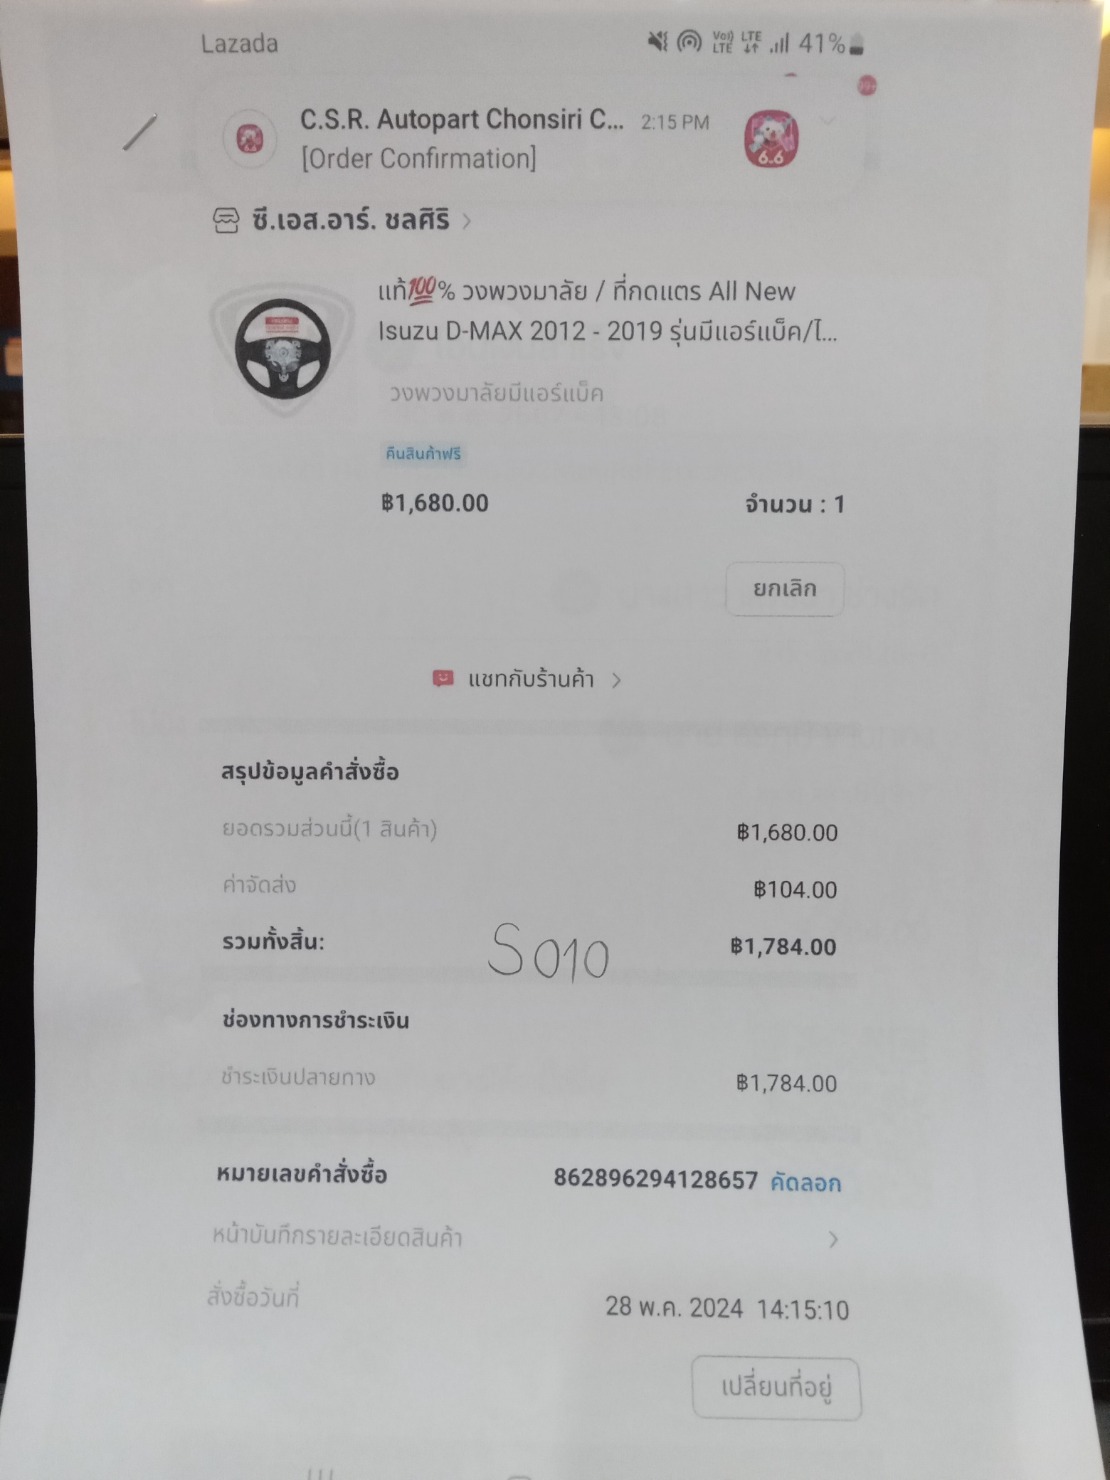 Lazada
Vo)) LTE LTE 41%
99+
C.S.R. Autopart Chonsiri C... 2:15 PM
[Order Confirmation]
6.6
6.6
ซี.เอส.อาร์. ชลศิริ >
แท้💯% วงพวงมาลัย / ที่กดแตร All New
Isuzu D-MAX 2012 - 2019 รุ่นมีแอร์แบ็ค/ไ...
วงพวงมาลัยมีแอร์แบ็ค
คืนสินค้าฟรี
฿1,680.00 จำนวน : 1
ยกเลิก
แชทกับร้านค้า >
สรุปข้อมูลคำสั่งซื้อ
ยอดรวมส่วนนี้(1 สินค้า) ฿1,680.00
ค่าจัดส่ง ฿104.00
รวมทั้งสิ้น: S010 ฿1,784.00
ช่องทางการชำระเงิน
ชำระเงินปลายทาง ฿1,784.00
หมายเลขคำสั่งซื้อ 862896294128657 คัดลอก
หน้าบันทึกรายละเอียดสินค้า >
สั่งซื้อวันที่ 28 พ.ค. 2024 14:15:10
เปลี่ยนที่อยู่